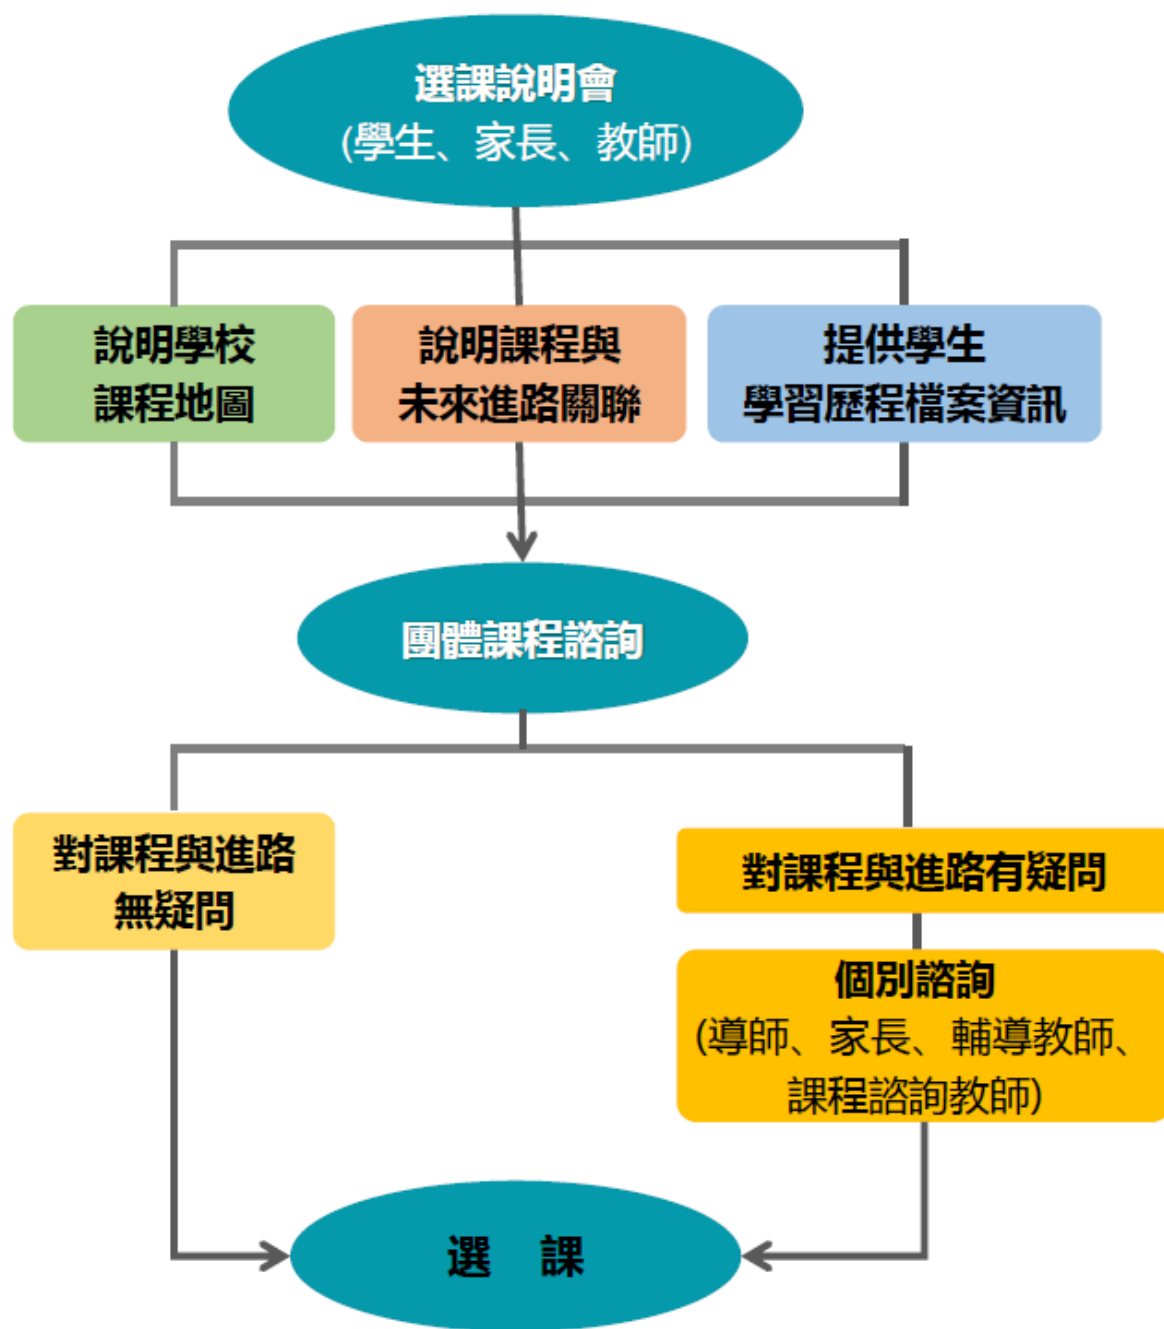 選課說明會
(學生、家長、教師)
說明學校
課程地圖
說明課程與
未來進路關聯
提供學生
學習歷程檔案資訊
團體課程諮詢
對課程與進路
無疑問
對課程與進路有疑問
個別諮詢
(導師、家長、輔導教師、
課程諮詢教師)
選 課